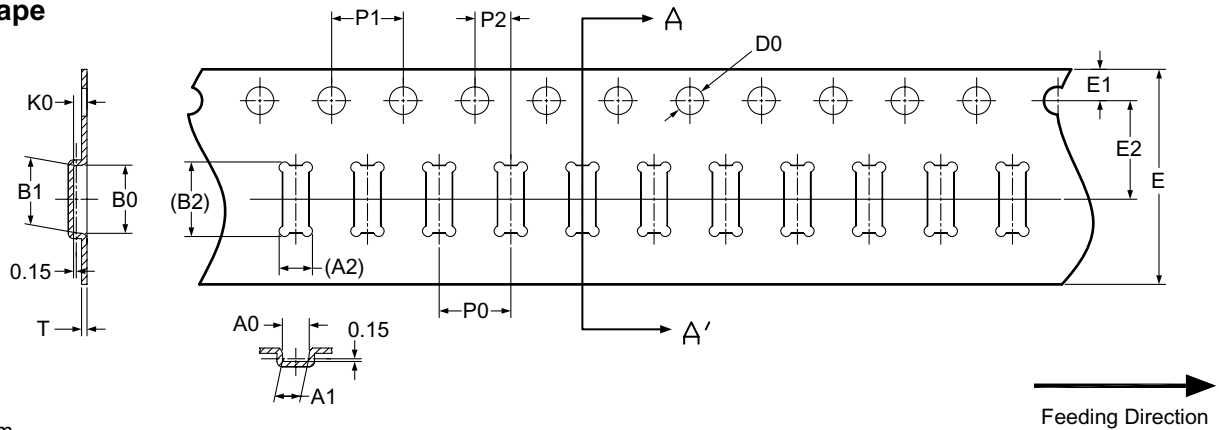 ape
P1
P2
A
D0
K0
E1
E2
B1
B0
(B2)
E
0.15
(A2)
T
A0
0.15
P0
A′
A1
Feeding Direction